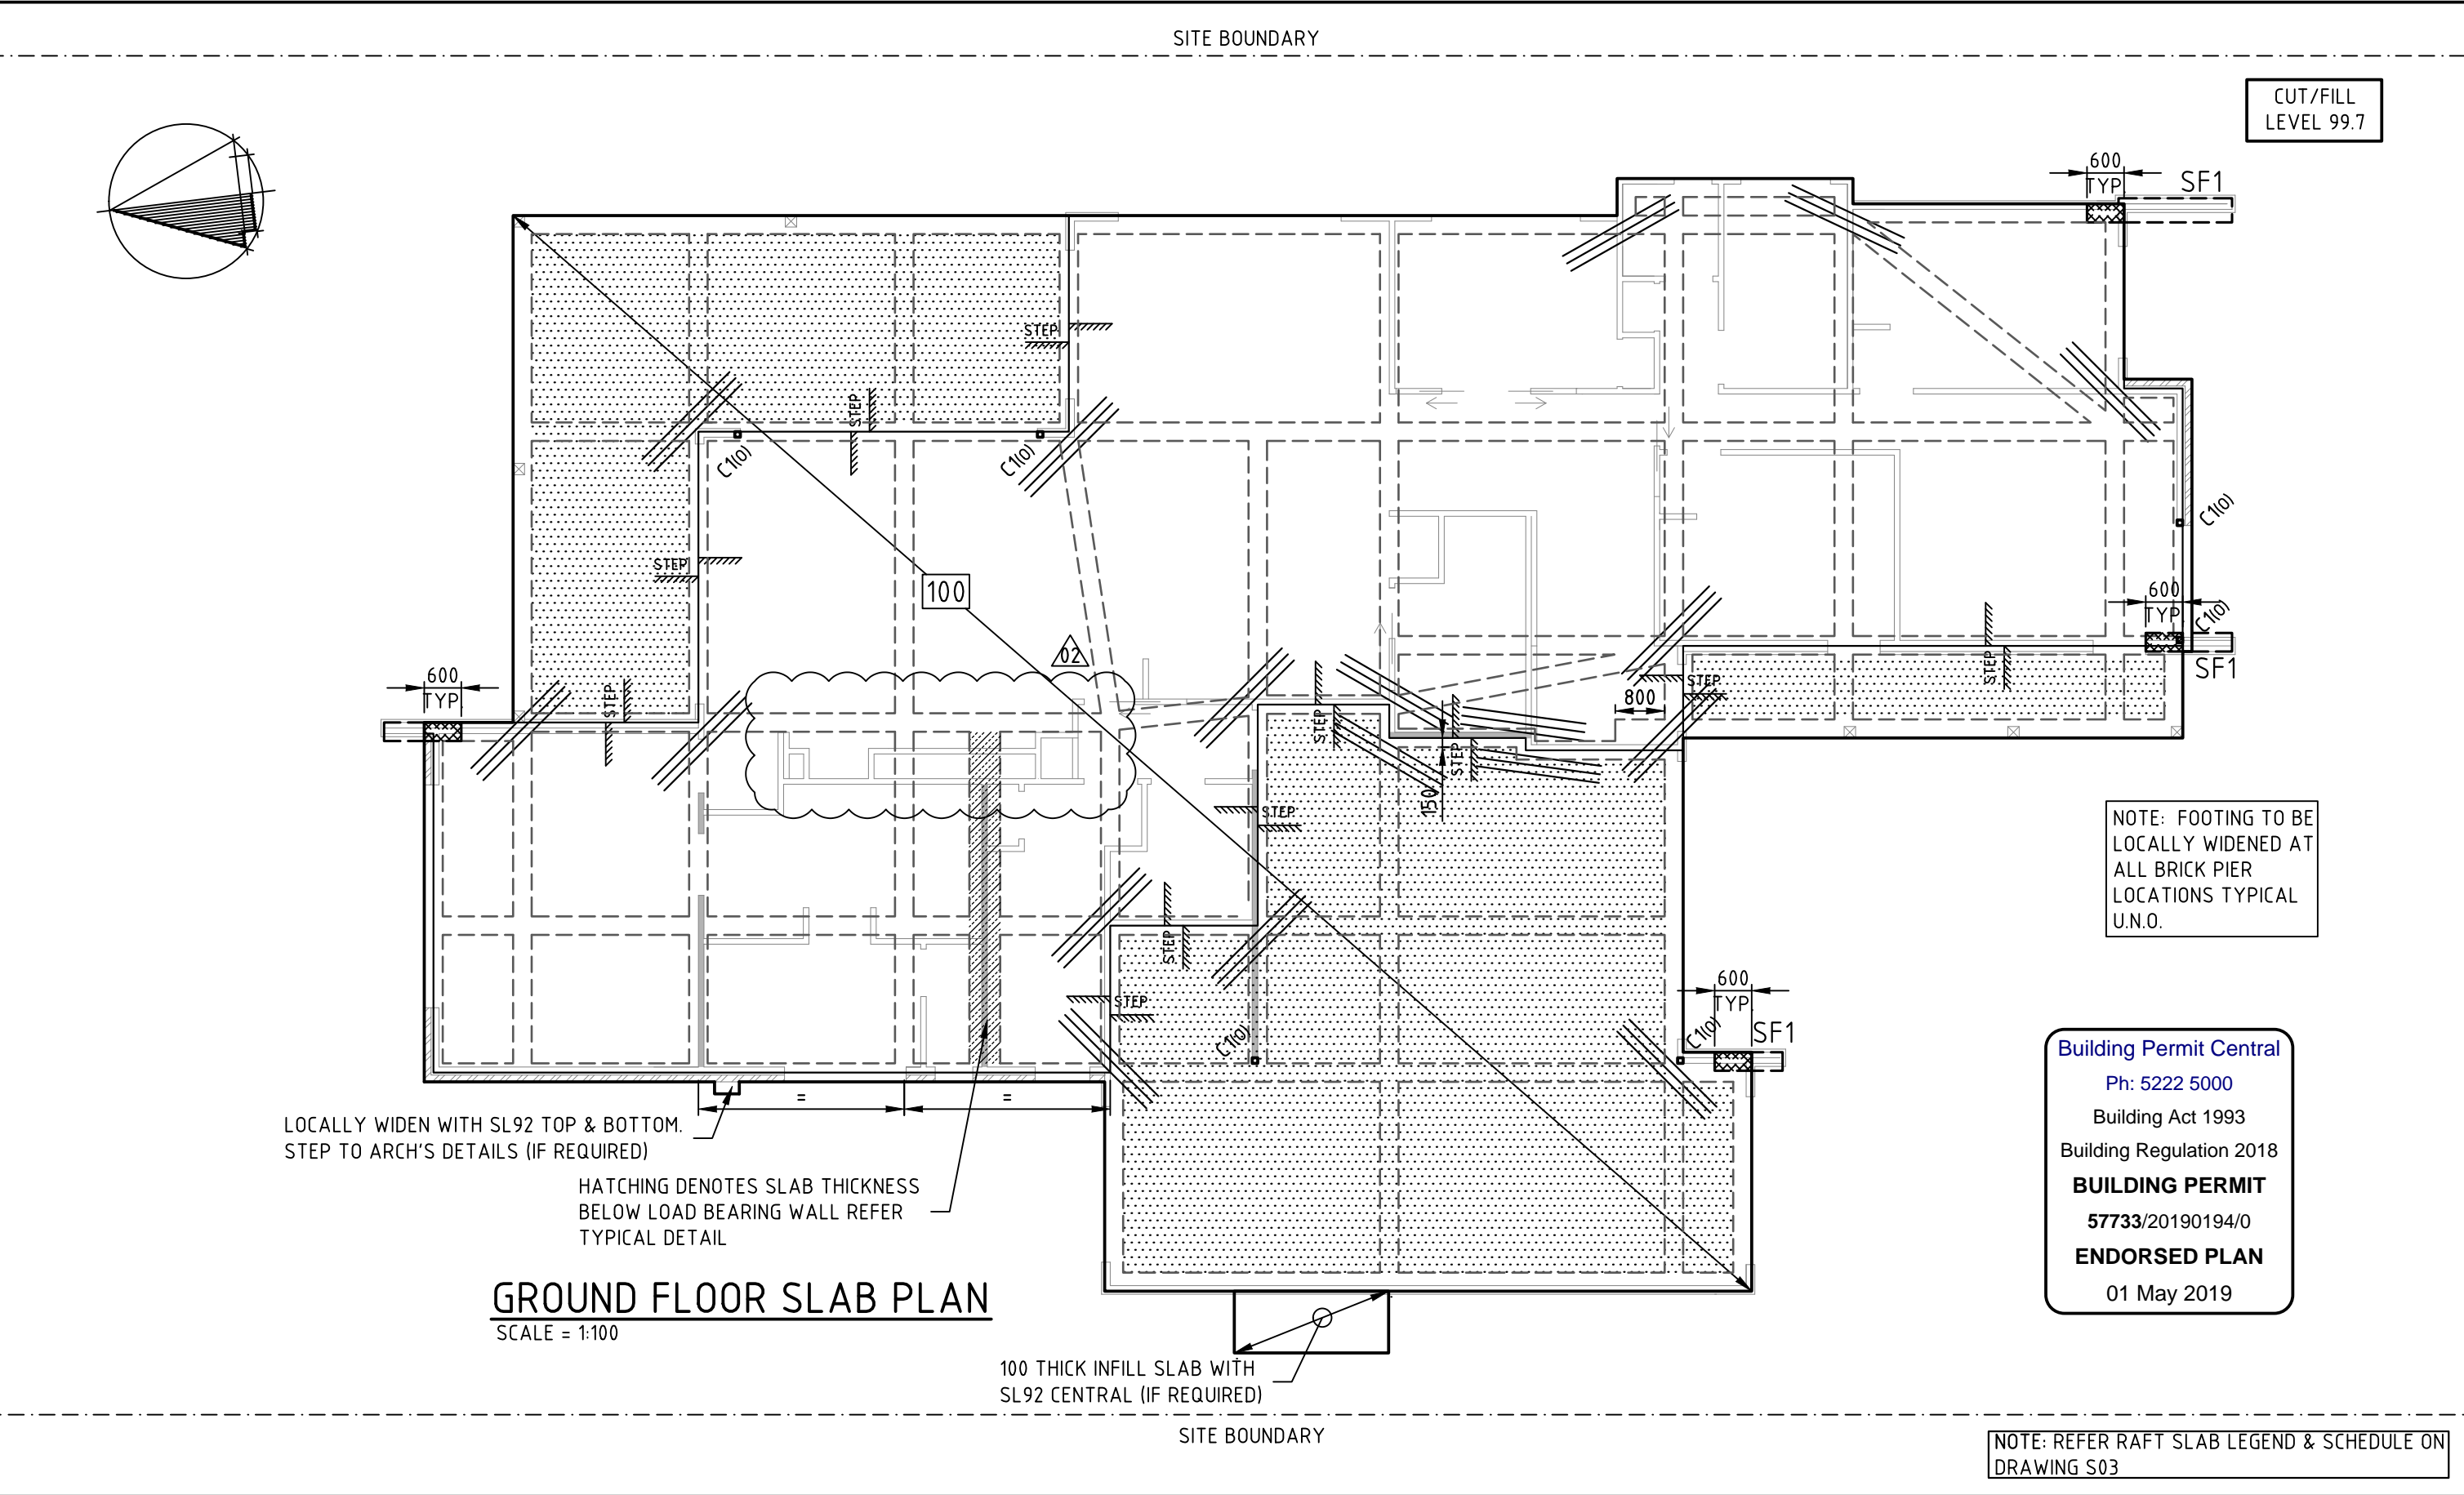 SITE BOUNDARY
CUT/FILL
LEVEL 99.7
600
TYP.
SF1
STEP
STEP
C1(0)
C1(0)
STEP
100
C1(0)
600
TYP.
C1(0)
SF1
02
600
TYP.
STEP
STEP
STEP
800
STEP
STEP
150
STEP
STEP
STEP
NOTE: FOOTING TO BE
LOCALLY WIDENED AT
ALL BRICK PIER
LOCATIONS TYPICAL
U.N.O.
600
TYP.
SF1
C1(0)
C1(0)
Building Permit Central
Ph: 5222 5000
Building Act 1993
Building Regulation 2018
BUILDING PERMIT
57733/20190194/0
ENDORSED PLAN
01 May 2019
=
=
LOCALLY WIDEN WITH SL92 TOP & BOTTOM.
STEP TO ARCH'S DETAILS (IF REQUIRED)
HATCHING DENOTES SLAB THICKNESS
BELOW LOAD BEARING WALL REFER
TYPICAL DETAIL
GROUND FLOOR SLAB PLAN
SCALE = 1:100
100 THICK INFILL SLAB WITH
SL92 CENTRAL (IF REQUIRED)
SITE BOUNDARY
NOTE: REFER RAFT SLAB LEGEND & SCHEDULE ON
DRAWING S03